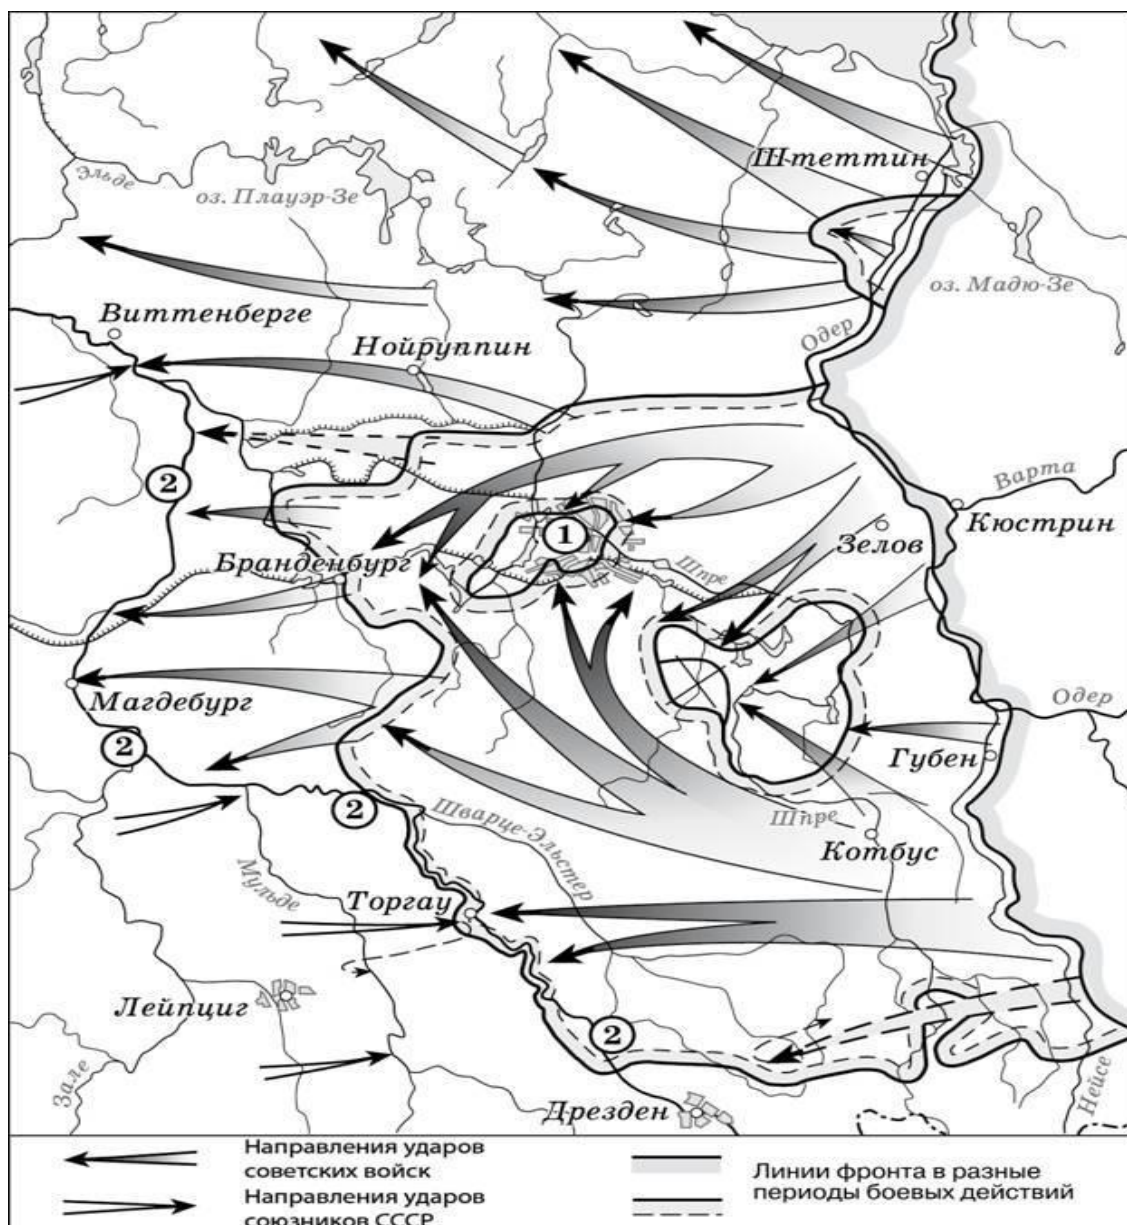 Штеттин
Эльде
оз. Плауэр-Зе
оз. Мадю-Зе
Виттенберге
Одер
Нойруппин
2
Варта
Кюстрин
1
Зелов
Бранденбург
Шпре
Магдебург
Одер
2
Губен
2
Шварце-Эльстер
Шпре
Котбус
Мульде
Торгау
Лейпциг
2
Зале
Нейсе
Дрезден
Направления ударов
советских войск
Направления ударов
союзников СССР
Линии фронта в разные
периоды боевых действий